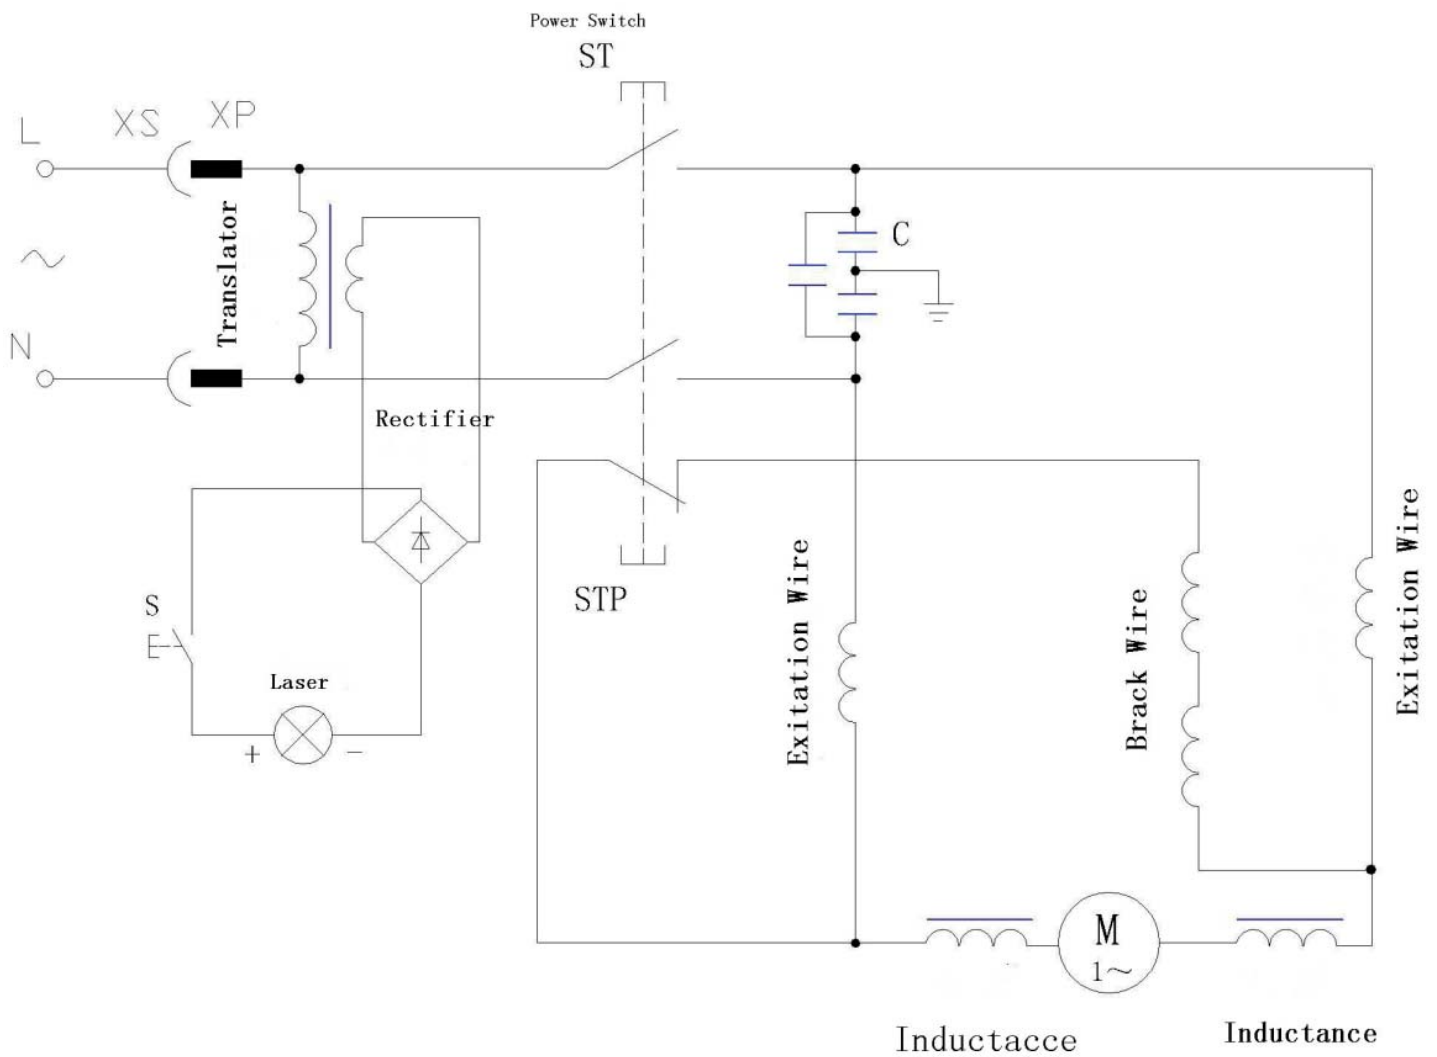 Power Switch
ST
L
XS
XP
Translator
C
N
Rectifier
STP
S
Laser
+
−
Exitation Wire
Brack Wire
Exitation Wire
M
1~
Inductacce
Inductance